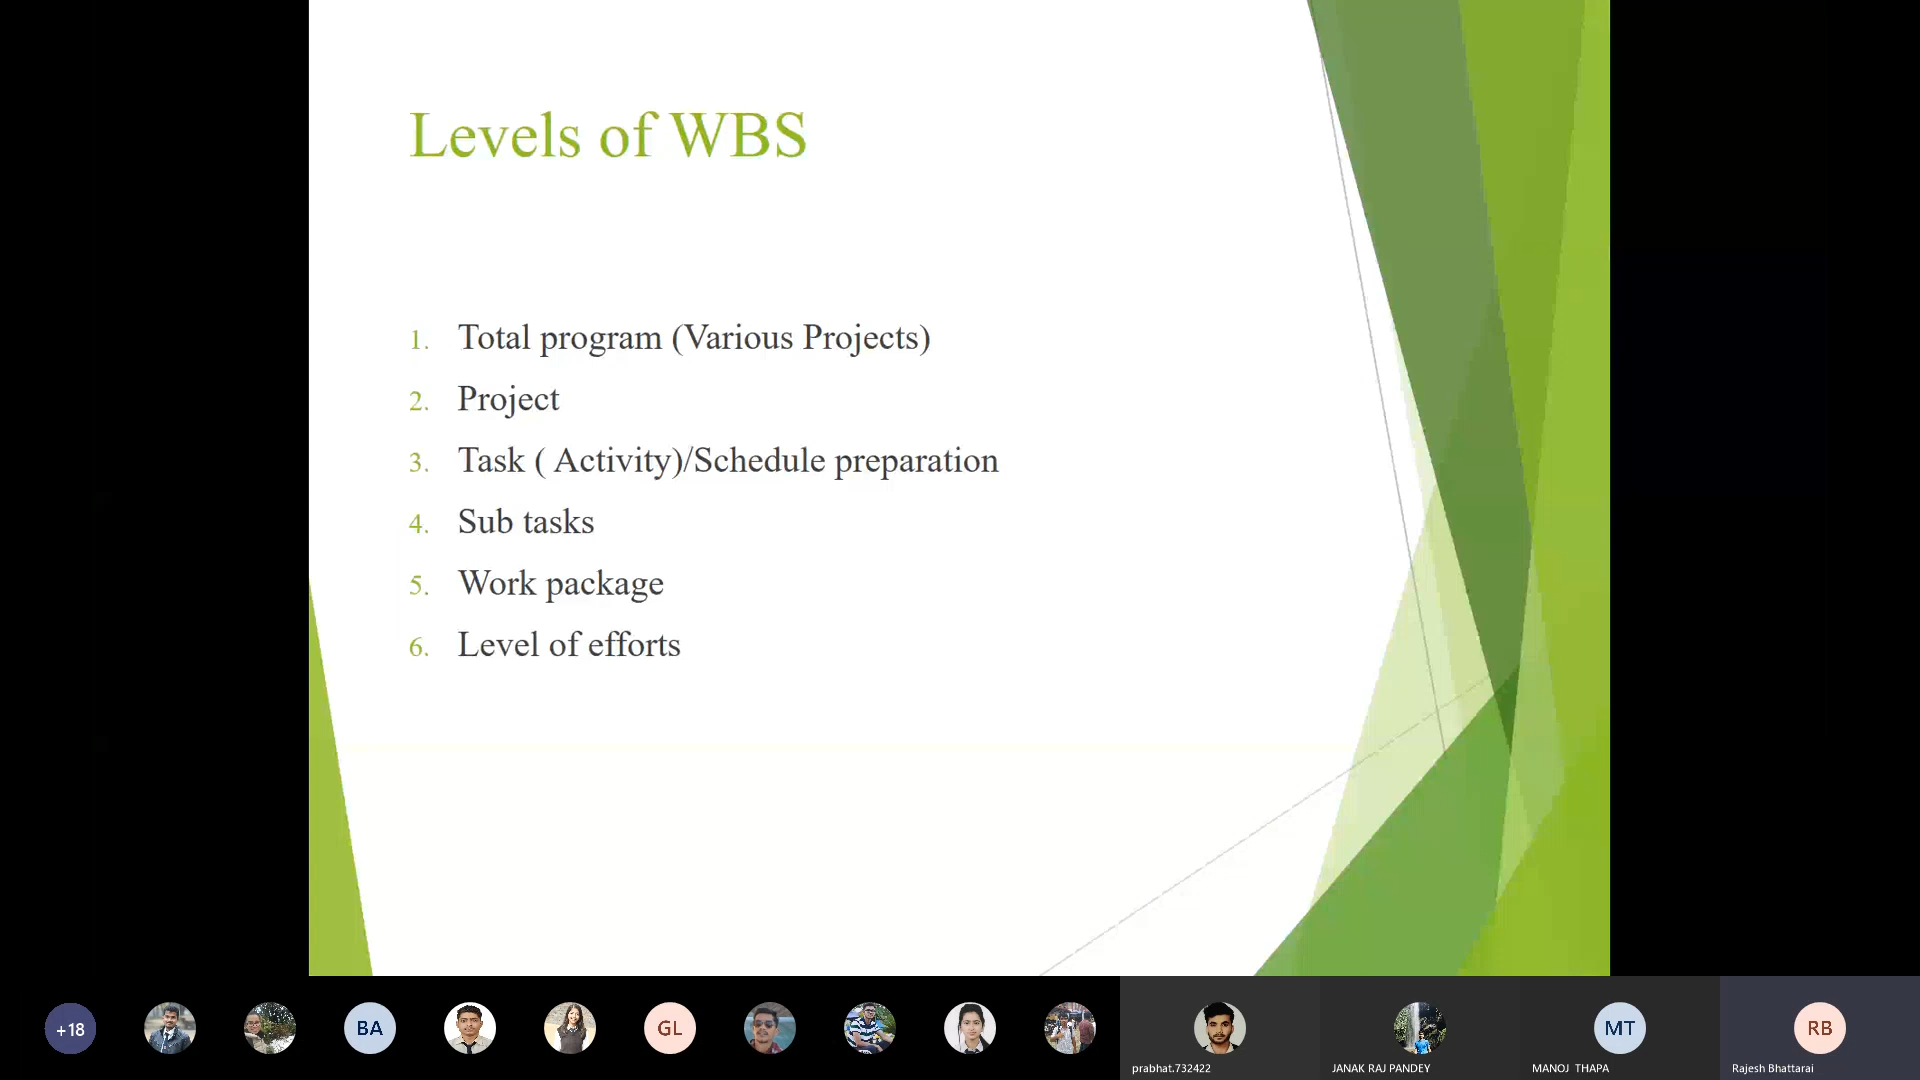 Levels of WBS
1. Total program (Various Projects)
2. Project
3. Task ( Activity)/Schedule preparation
4. Sub tasks
5. Work package
6. Level of efforts
+18
BA
GL
MT
RB
prabhat.732422
JANAK RAJ PANDEY
MANOJ THAPA
Rajesh Bhattarai